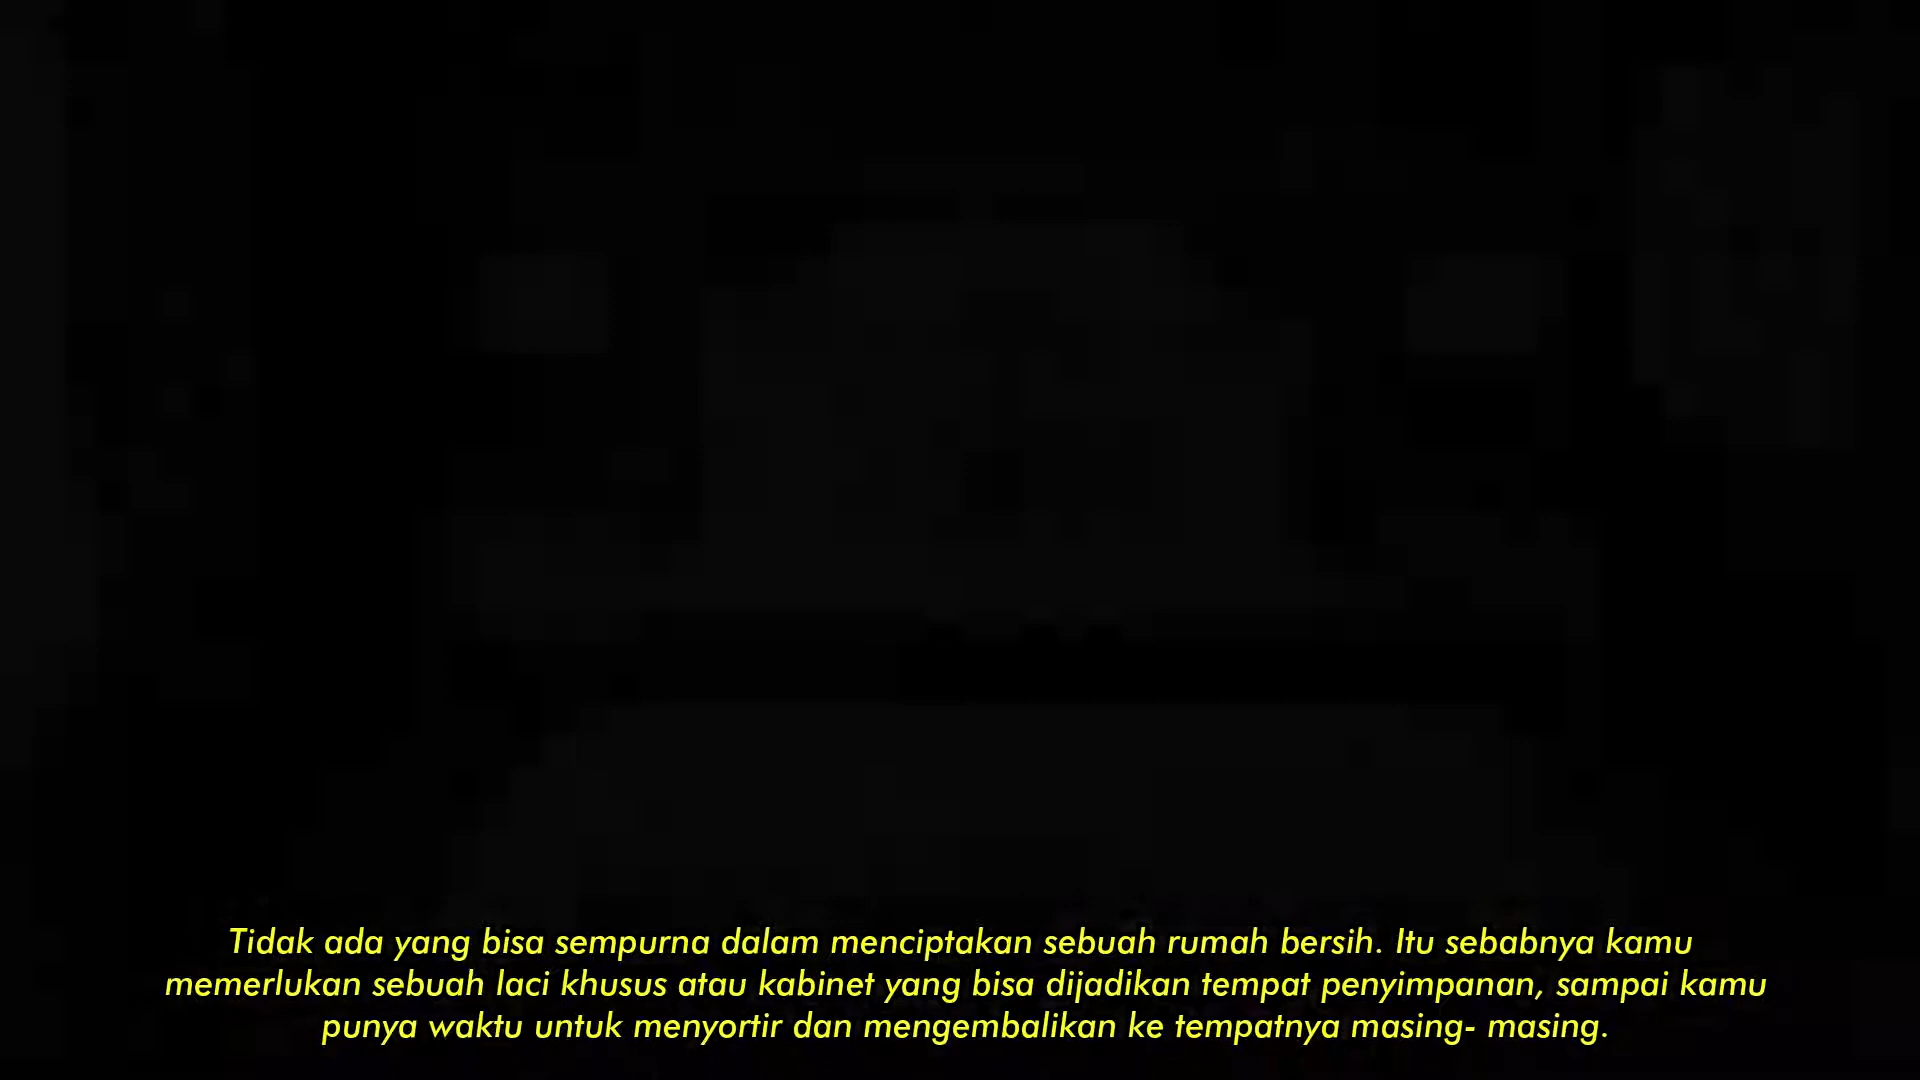 Tidak ada yang bisa sempurna dalam menciptakan sebuah rumah bersih. Itu sebabnya kamu
memerlukan sebuah laci khusus atau kabinet yang bisa dijadikan tempat penyimpanan, sampai kamu
punya waktu untuk menyortir dan mengembalikan ke tempatnya masing- masing.